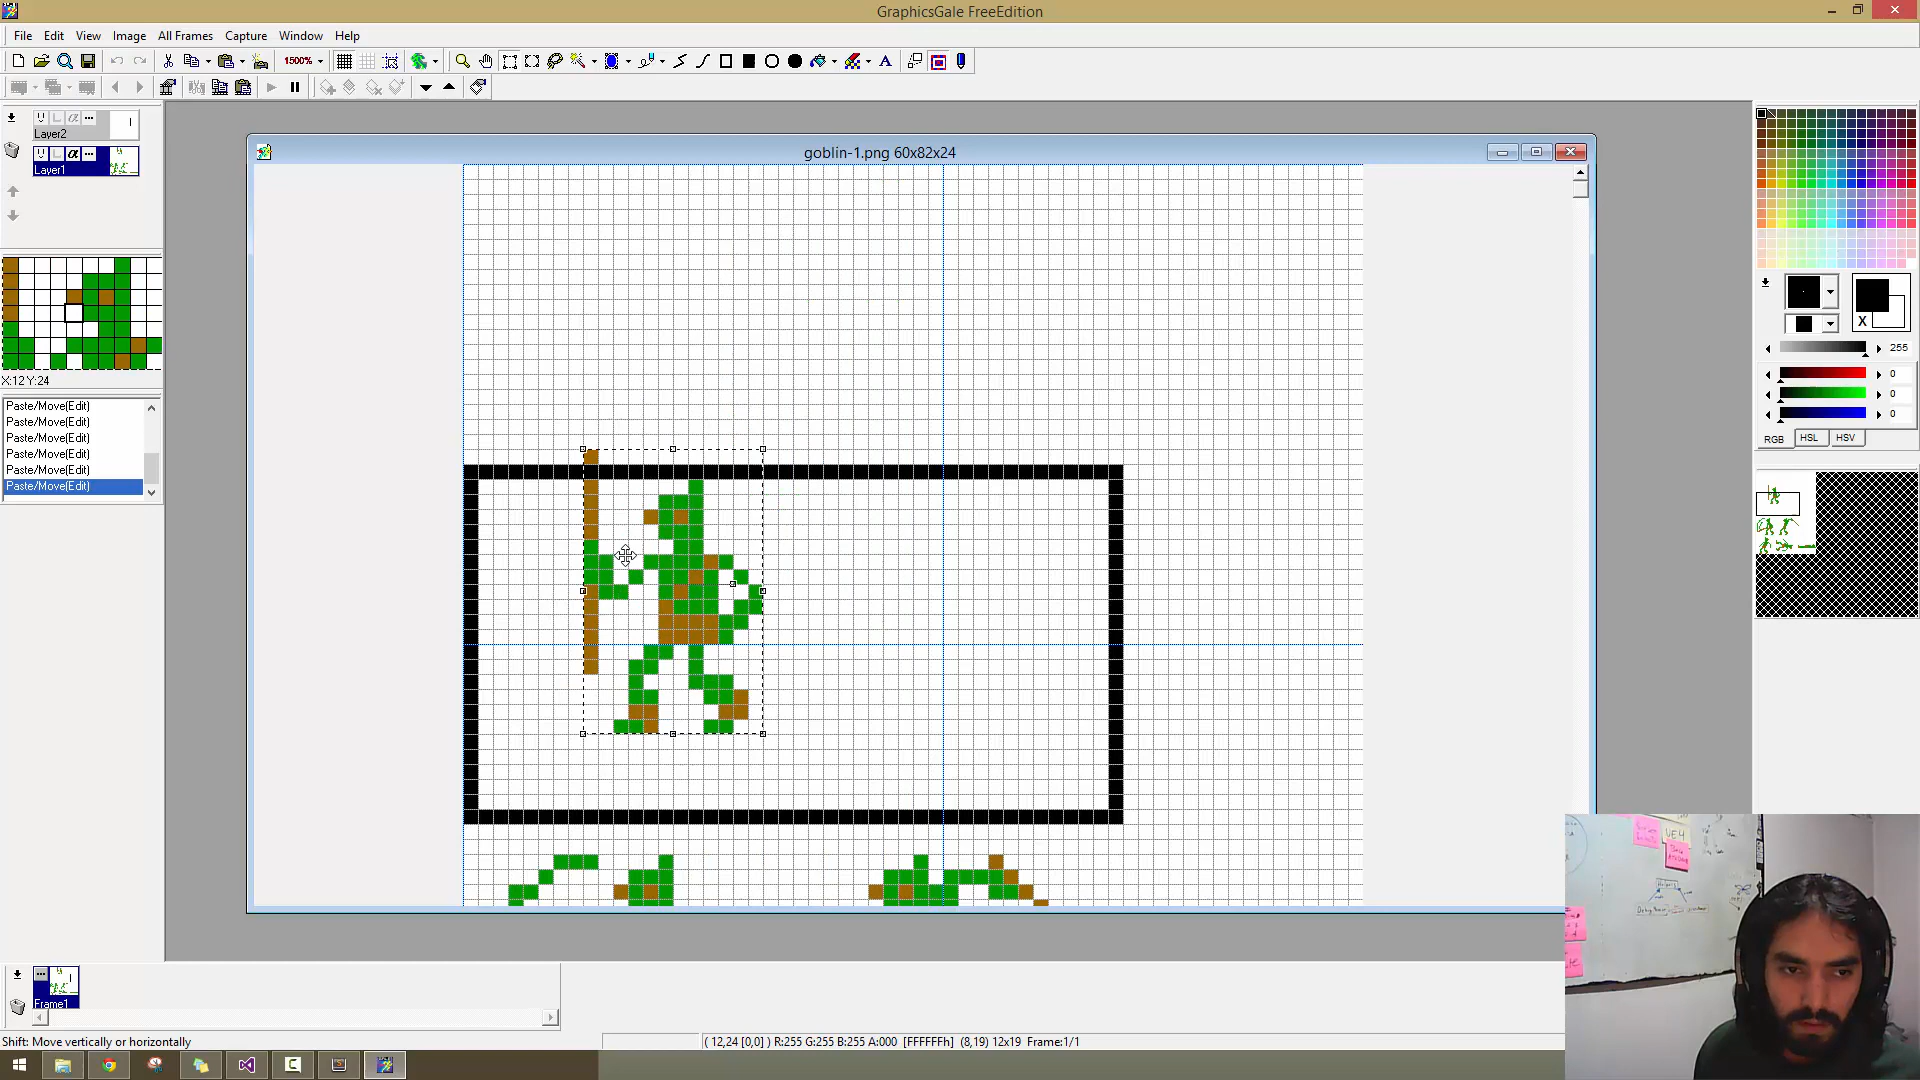 GraphicsGale FreeEdition
File Edit View Image All Frames Capture Window Help
1500%
A
Layer2
Layer1
goblin-1.png 60x82x24
X:12 Y:24
Paste/Move(Edit)
Paste/Move(Edit)
Paste/Move(Edit)
Paste/Move(Edit)
Paste/Move(Edit)
Paste/Move(Edit)
X
255
0
0
0
RGB HSL HSV
UE4
Frame1
Shift: Move vertically or horizontally
( 12,24 [0,0] ) R:255 G:255 B:255 A:000 [FFFFFFh] (8,19) 12x19 Frame:1/1